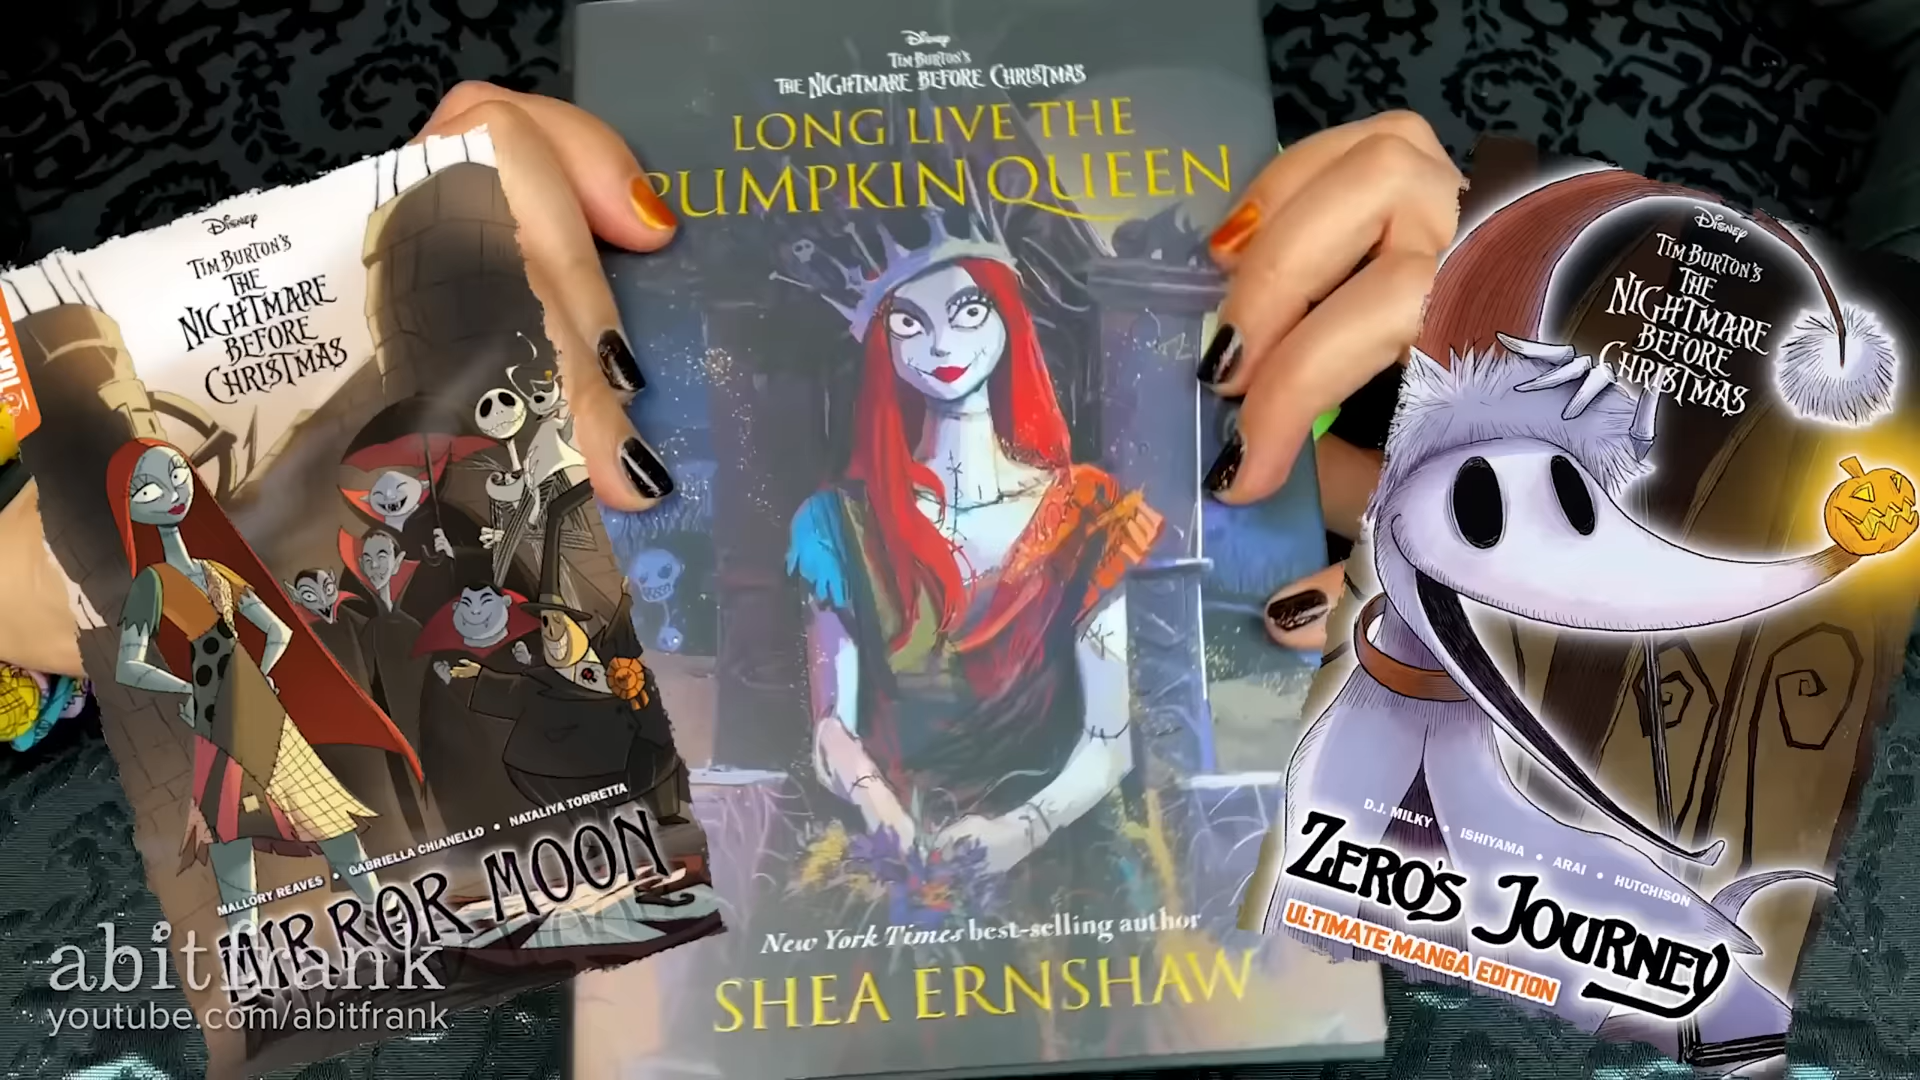 Disney
TIM BURTON'S
THE NIGHTMARE BEFORE CHRISTMAS
LONG LIVE THE
PUMPKIN QUEEN
New York Times best-selling author
SHEA ERNSHAW
Disney
TIM BURTON'S
THE
NIGHTMARE
BEFORE
CHRISTMAS
MALLORY REAVES • GABRIELLA CHIANELLO • NATALIYA TORRETTA
MIRROR MOON
Disney
TIM BURTON'S
THE
NIGHTMARE
BEFORE
CHRISTMAS
D.J. MILKY • ISHIYAMA • ARAI • HUTCHISON
ZERO'S JOURNEY
ULTIMATE MANGA EDITION
abitfrank
youtube.com/abitfrank